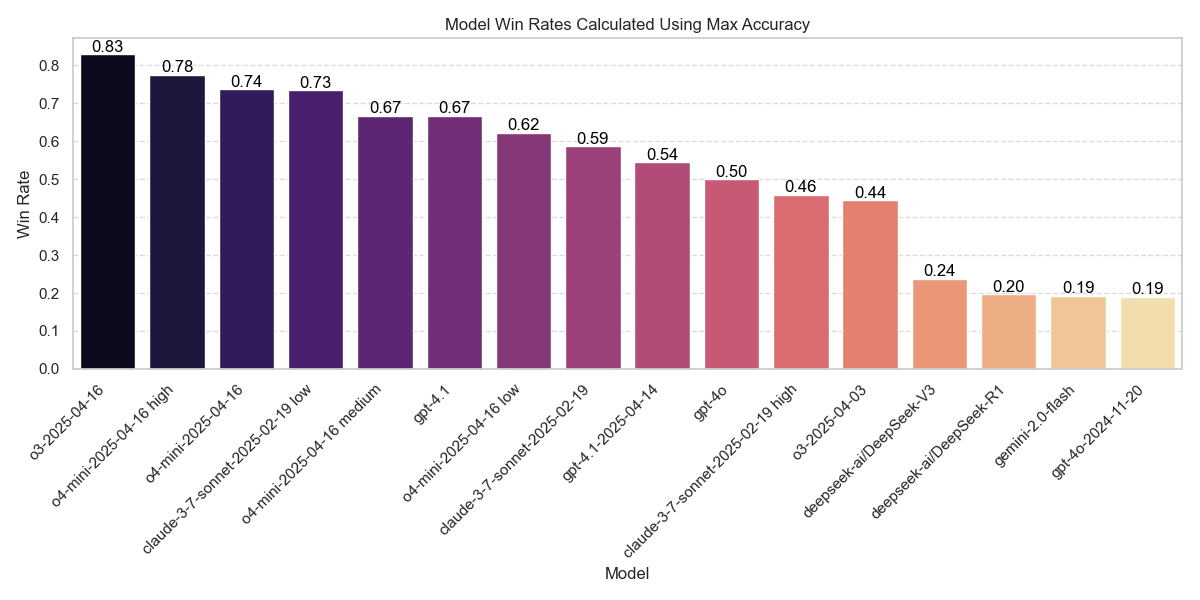 Model Win Rates Calculated Using Max Accuracy
Win Rate
0.8
0.7
0.6
0.5
0.4
0.3
0.2
0.1
0.0
0.83
0.78
0.74
0.73
0.67
0.67
0.62
0.59
0.54
0.50
0.46
0.44
0.24
0.20
0.19
0.19
o3-2025-04-16
o4-mini-2025-04-16 high
o4-mini-2025-04-16
claude-3-7-sonnet-2025-02-19 low
o4-mini-2025-04-16 medium
gpt-4.1
o4-mini-2025-04-16 low
claude-3-7-sonnet-2025-02-19
gpt-4.1-2025-04-14
gpt-4o
claude-3-7-sonnet-2025-02-19 high
o3-2025-04-03
deepseek-ai/DeepSeek-V3
deepseek-ai/DeepSeek-R1
gemini-2.0-flash
gpt-4o-2024-11-20
Model